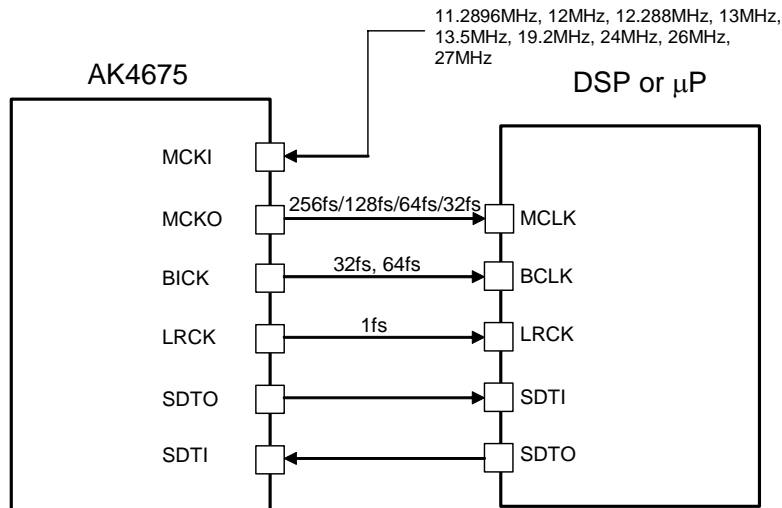 11.2896MHz, 12MHz, 12.288MHz, 13MHz,
13.5MHz, 19.2MHz, 24MHz, 26MHz,
27MHz
AK4675
DSP or μP
MCKI
MCKO
256fs/128fs/64fs/32fs
MCLK
BICK
32fs, 64fs
BCLK
LRCK
1fs
LRCK
SDTO
SDTI
SDTI
SDTO